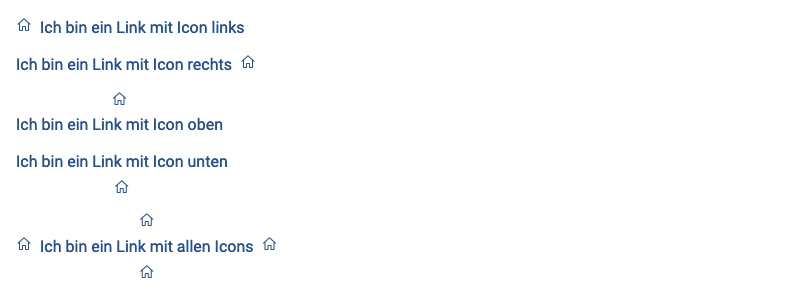 Ich bin ein Link mit Icon links
Ich bin ein Link mit Icon rechts
Ich bin ein Link mit Icon oben
Ich bin ein Link mit Icon unten
Ich bin ein Link mit allen Icons